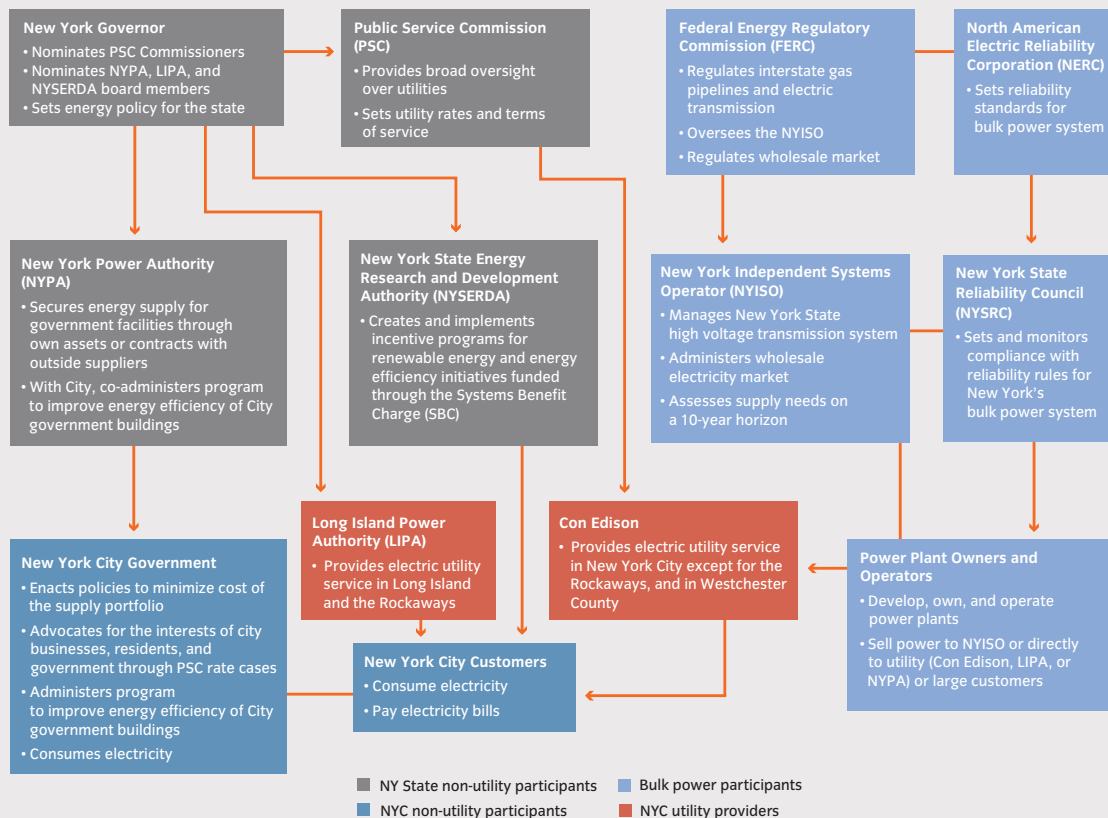 New York Governor
• Nominates PSC Commissioners
• Nominates NYPA, LIPA, and
NYSERDA board members
• Sets energy policy for the state
Public Service Commission
(PSC)
• Provides broad oversight
over utilities
• Sets utility rates and terms
of service
Federal Energy Regulatory
Commission (FERC)
• Regulates interstate gas
pipelines and electric
transmission
• Oversees the NYISO
• Regulates wholesale market
North American
Electric Reliability
Corporation (NERC)
• Sets reliability
standards for
bulk power system
New York Power Authority
(NYPA)
• Secures energy supply for
government facilities through
own assets or contracts with
outside suppliers
• With City, co-administers program
to improve energy efficiency of City
government buildings
New York State Energy
Research and Development
Authority (NYSERDA)
• Creates and implements
incentive programs for
renewable energy and energy
efficiency initiatives funded
through the Systems Benefit
Charge (SBC)
New York Independent Systems
Operator (NYISO)
• Manages New York State
high voltage transmission system
• Administers wholesale
electricity market
• Assesses supply needs on
a 10-year horizon
New York State
Reliability Council
(NYSRC)
• Sets and monitors
compliance with
reliability rules for
New York's
bulk power system
New York City Government
• Enacts policies to minimize cost of
the supply portfolio
• Advocates for the interests of city
businesses, residents, and
government through PSC rate cases
• Administers program
to improve energy efficiency of City
government buildings
• Consumes electricity
Long Island Power
Authority (LIPA)
• Provides electric utility
service in Long Island
and the Rockaways
Con Edison
• Provides electric utility service
in New York City except for the
Rockaways, and in Westchester
County
Power Plant Owners and
Operators
• Develop, own, and operate
power plants
• Sell power to NYISO or directly
to utility (Con Edison, LIPA, or
NYPA) or large customers
New York City Customers
• Consume electricity
• Pay electricity bills
NY State non-utility participants
Bulk power participants
NYC non-utility participants
NYC utility providers